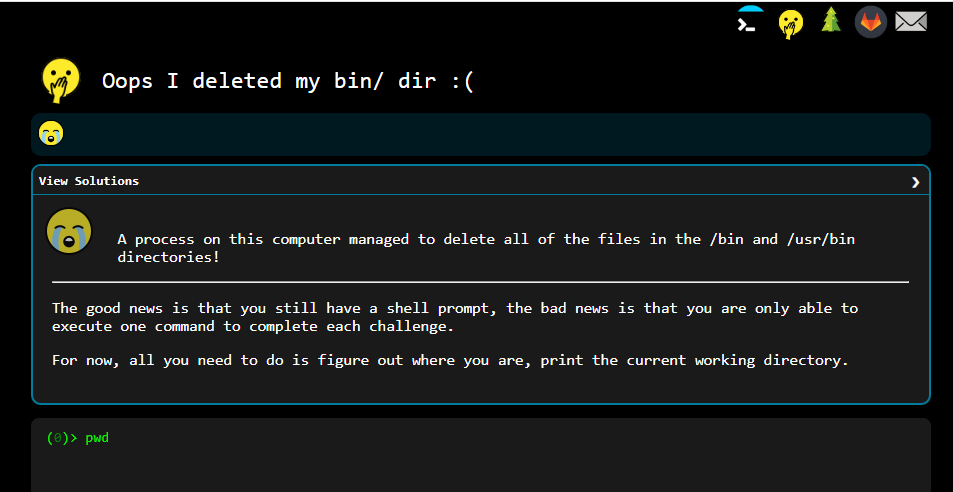 Oops I deleted my bin/ dir :(
View Solutions
A process on this computer managed to delete all of the files in the /bin and /usr/bin
directories!
The good news is that you still have a shell prompt, the bad news is that you are only able to
execute one command to complete each challenge.
For now, all you need to do is figure out where you are, print the current working directory.
(0)> pwd